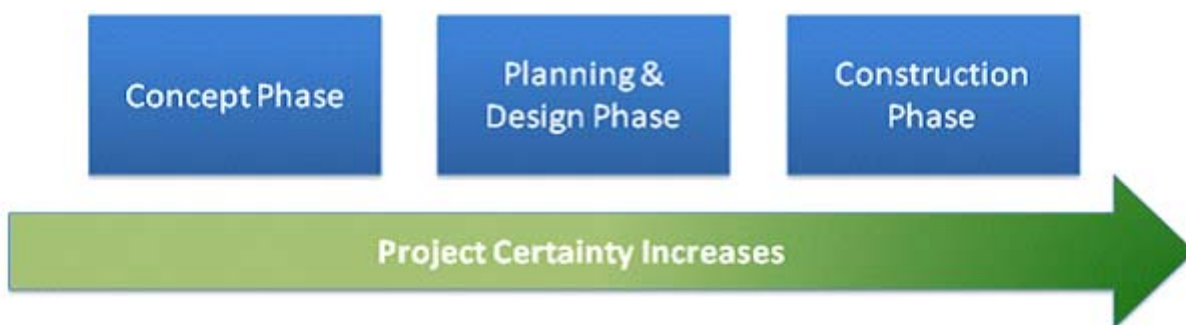 Concept Phase
Planning &
Design Phase
Construction
Phase
Project Certainty Increases